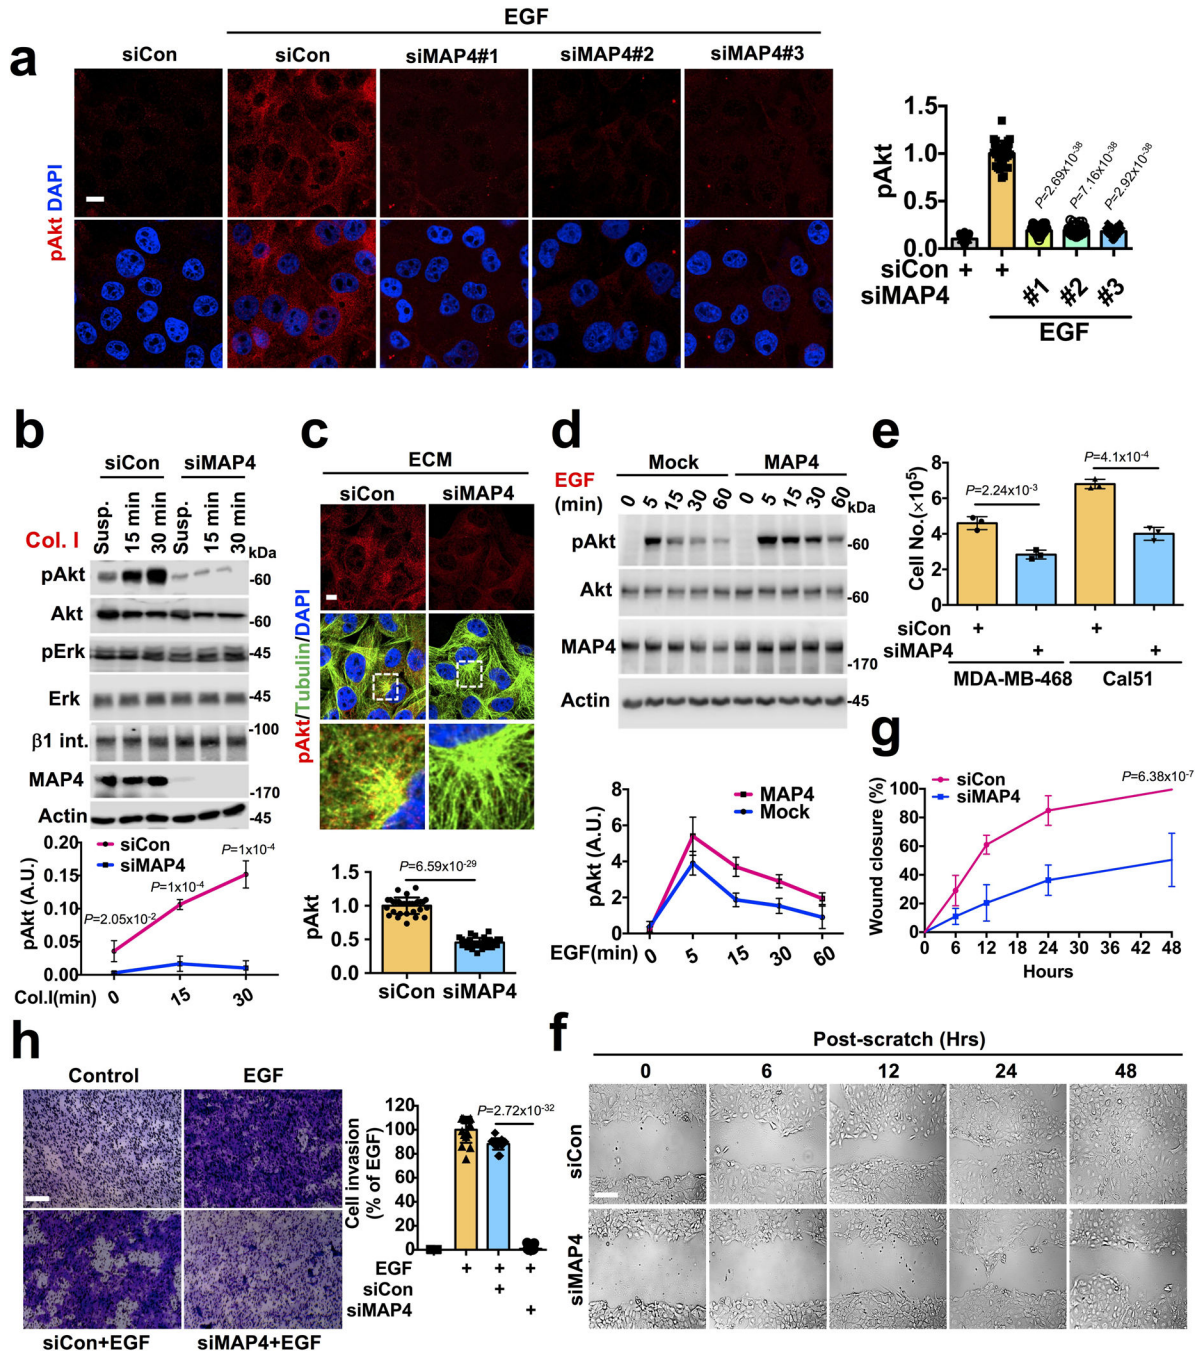 a
EGF
siCon siCon siMAP4#1 siMAP4#2 siMAP4#3
pAkt DAPI
pAkt
1.5
1.0
0.5
0.0
P=2.69x10-38
P=7.16x10-38
P=2.92x10-38
siCon + +
siMAP4 #1 #2 #3
EGF
b
siCon siMAP4
Col. I Susp. 15 min 30 min Susp. 15 min 30 min kDa
pAkt -60
Akt -60
pErk -45
Erk -45
β1 int. -100
MAP4 -170
Actin -45
siCon
siMAP4
pAkt (A.U.)
0.20
0.15
0.10
0.05
0.00
P=2.05x10-2
P=1x10-4
P=1x10-4
Col.I(min) 0 15 30
c
ECM
siCon siMAP4
pAkt/Tubulin/DAPI
pAkt
1.5
1.0
0.5
0.0
P=6.59x10-29
siCon siMAP4
d
Mock MAP4
EGF (min) 0 5 15 30 60 0 5 15 30 60 kDa
pAkt -60
Akt -60
MAP4 -170
Actin -45
MAP4
Mock
pAkt (A.U.)
8
6
4
2
0
EGF(min) 0 5 15 30 60
e
Cell No.(×10⁵)
8
6
4
2
0
P=2.24x10-3
P=4.1x10-4
siCon + +
siMAP4 + +
MDA-MB-468 Cal51
g
siCon
siMAP4
P=6.38x10-7
Wound closure (%)
100
80
60
40
20
0
0 6 12 18 24 30 36 42 48
Hours
h
Control EGF
siCon+EGF siMAP4+EGF
Cell invasion
(% of EGF)
120
100
80
60
40
20
0
P=2.72x10-32
EGF + + +
siCon +
siMAP4 +
f
Post-scratch (Hrs)
0 6 12 24 48
siCon
siMAP4